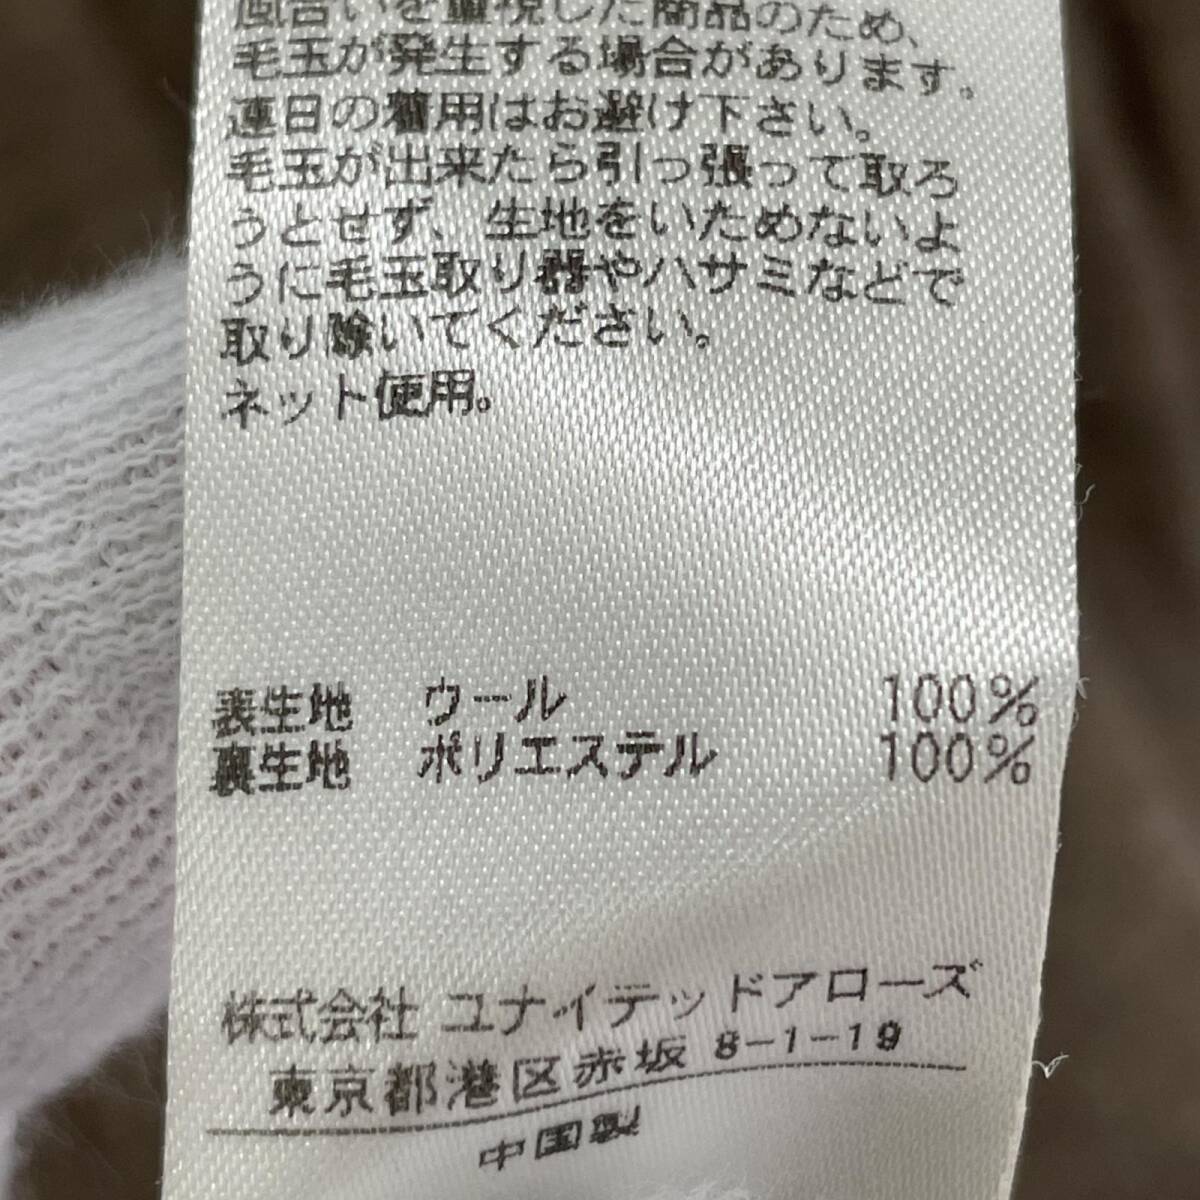 風合いを重視した商品のため、
毛玉が発生する場合があります。
連日の着用はお避け下さい。
毛玉が出来たら引っ張って取ろ
うとせず、生地をいためないよ
うに毛玉取り器やハサミなどで
取り除いてください。
ネット使用。
表生地 ウール 100%
裏生地 ポリエステル 100%
株式会社 ユナイテッドアローズ
東京都港区赤坂 8-1-19
中国製